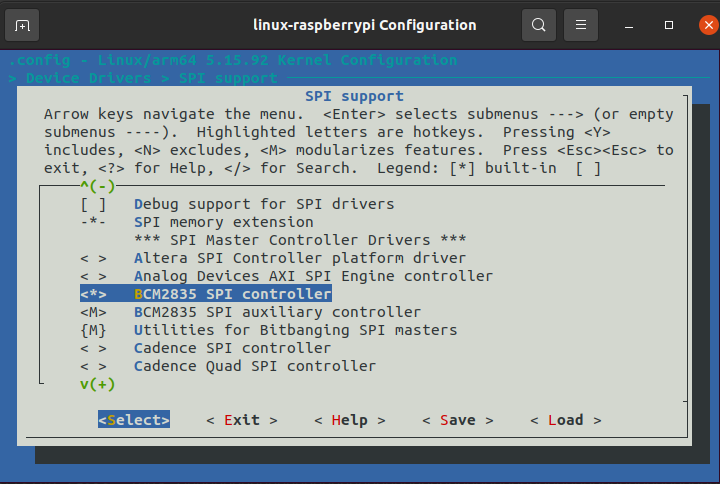 linux-raspberrypi Configuration
.config - Linux/arm64 5.15.92 Kernel Configuration
> Device Drivers > SPI support
SPI support
Arrow keys navigate the menu.  <Enter> selects submenus ---> (or empty
submenus ----).  Highlighted letters are hotkeys.  Pressing <Y>
includes, <N> excludes, <M> modularizes features.  Press <Esc><Esc> to
exit, <?> for Help, </> for Search.  Legend: [*] built-in  [ ]
^(-)
[ ]   Debug support for SPI drivers
-*-   SPI memory extension
*** SPI Master Controller Drivers ***
< >   Altera SPI Controller platform driver
< >   Analog Devices AXI SPI Engine controller
<*>   BCM2835 SPI controller
<M>   BCM2835 SPI auxiliary controller
{M}   Utilities for Bitbanging SPI masters
< >   Cadence SPI controller
< >   Cadence Quad SPI controller
v(+)
<Select>    < Exit >    < Help >    < Save >    < Load >